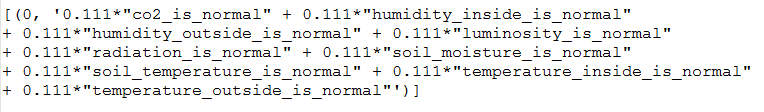 [(0, '0.111*"co2_is_normal" + 0.111*"humidity_inside_is_normal"
+ 0.111*"humidity_outside_is_normal" + 0.111*"luminosity_is_normal"
+ 0.111*"radiation_is_normal" + 0.111*"soil_moisture_is_normal"
+ 0.111*"soil_temperature_is_normal" + 0.111*"temperature_inside_is_normal"
+ 0.111*"temperature_outside_is_normal"')]